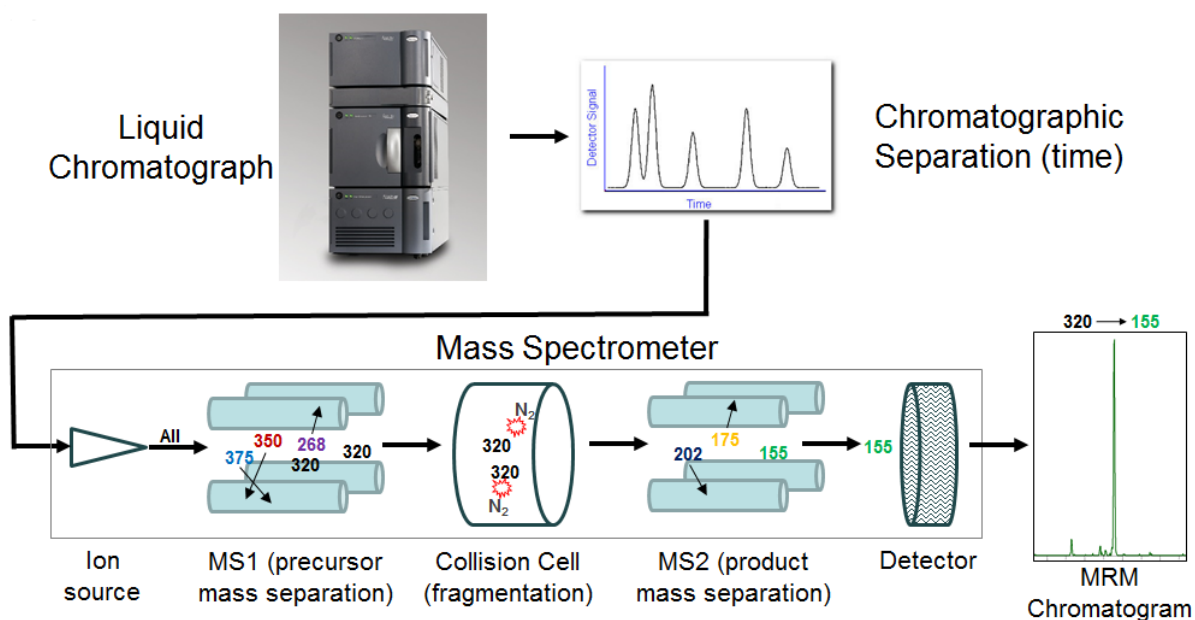 Liquid
Chromatograph
Detector Signal
Time
Chromatographic
Separation (time)
Mass Spectrometer
320 → 155
All
350
375
268
320
320
N₂
320
320
N₂
175
202
155
155
Ion
source
MS1 (precursor
mass separation)
Collision Cell
(fragmentation)
MS2 (product
mass separation)
Detector
MRM
Chromatogram